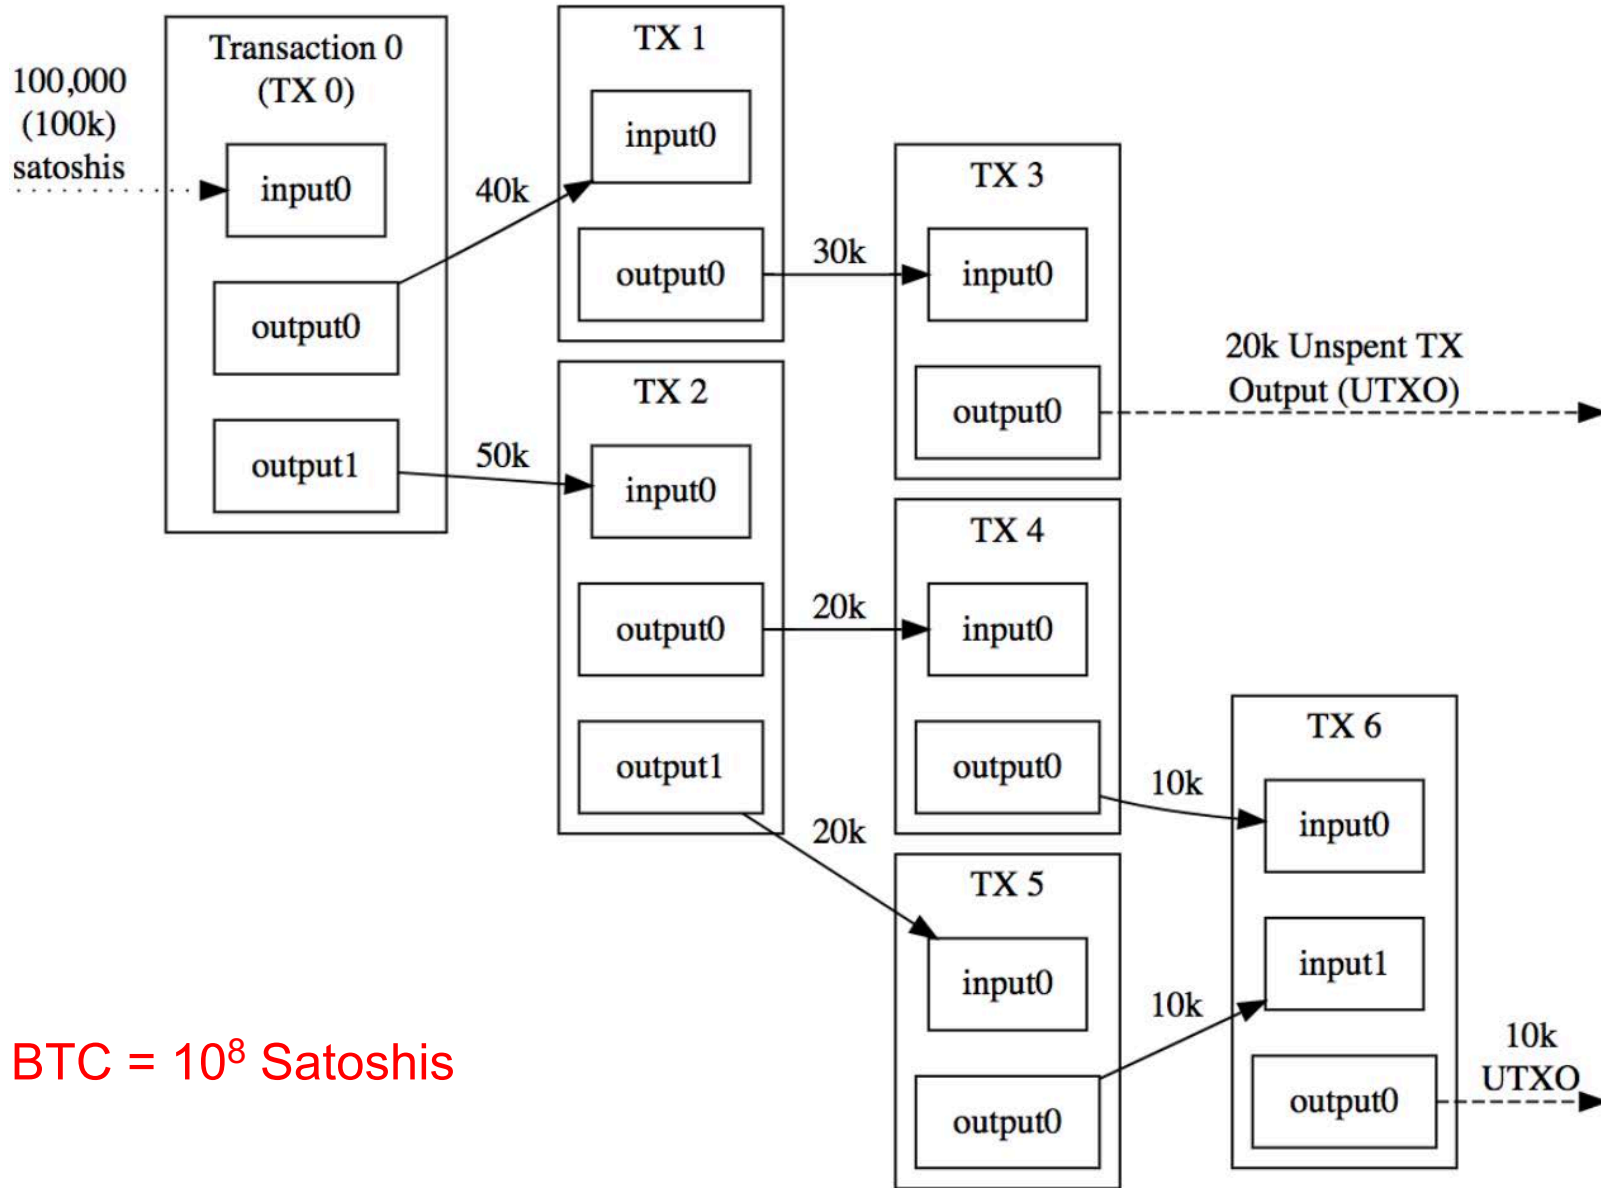 100,000
(100k)
satoshis
Transaction 0
(TX 0)
input0
output0
output1
40k
50k
TX 1
input0
output0
TX 2
input0
output0
output1
30k
20k
20k
TX 3
input0
output0
TX 4
input0
output0
TX 5
input0
output0
20k Unspent TX
Output (UTXO)
10k
10k
TX 6
input0
input1
output0
10k
UTXO
BTC = 10⁸ Satoshis